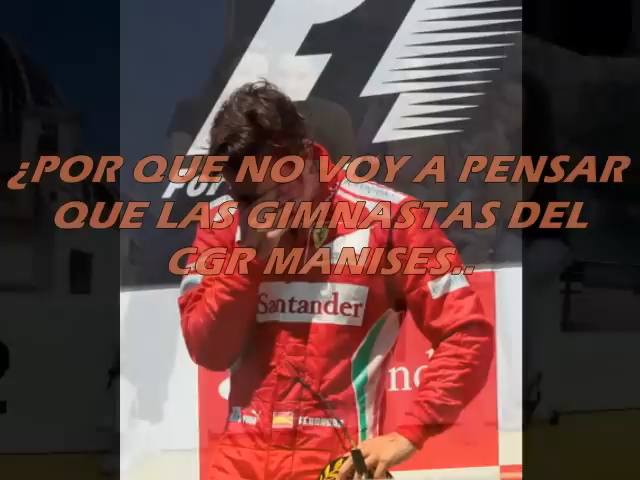 ¿POR QUE NO VOY A PENSAR
QUE LAS GIMNASTAS DEL
CGR MANISES..
Santander